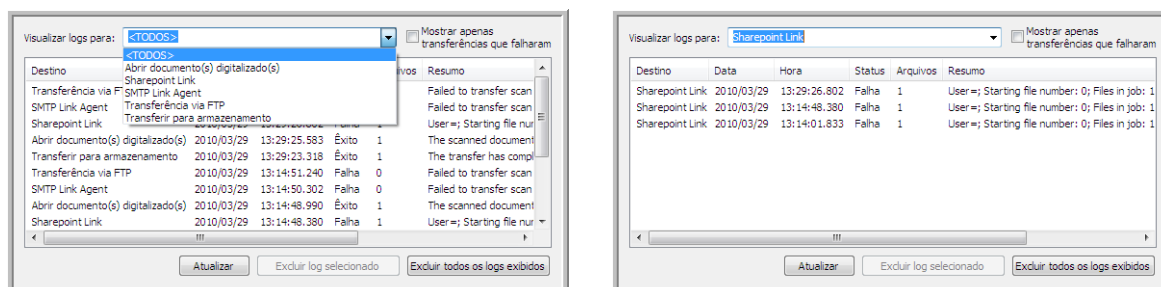 Visualizar logs para: <TODOS>
Mostrar apenas
transferências que falharam
<TODOS>
Abrir documento(s) digitalizado(s)
Sharepoint Link
SMTP Link Agent
Transferência via FTP
Transferir para armazenamento
Destino Resumo
Transferência via Failed to transfer scan
SMTP Link Agent Failed to transfer scan
Sharepoint Link User=; Starting file nur
Abrir documento(s) digitalizado(s) 2010/03/29 13:29:25.583 Êxito 1 The scanned document
Transferir para armazenamento 2010/03/29 13:29:23.318 Êxito 1 The transfer has compl
Transferência via FTP 2010/03/29 13:14:51.240 Falha 0 Failed to transfer scan
SMTP Link Agent 2010/03/29 13:14:50.302 Falha 0 Failed to transfer scan
Abrir documento(s) digitalizado(s) 2010/03/29 13:14:48.990 Êxito 1 The scanned document
Sharepoint Link 2010/03/29 13:14:48.380 Falha 1 User=; Starting file nur
Atualizar Excluir log selecionado Excluir todos os logs exibidos
Visualizar logs para: Sharepoint Link
Mostrar apenas
transferências que falharam
Destino Data Hora Status Arquivos Resumo
Sharepoint Link 2010/03/29 13:29:26.802 Falha 1 User=; Starting file number: 0; Files in job: 1
Sharepoint Link 2010/03/29 13:14:48.380 Falha 1 User=; Starting file number: 0; Files in job: 1
Sharepoint Link 2010/03/29 13:14:01.833 Falha 1 User=; Starting file number: 0; Files in job: 1
Atualizar Excluir log selecionado Excluir todos os logs exibidos